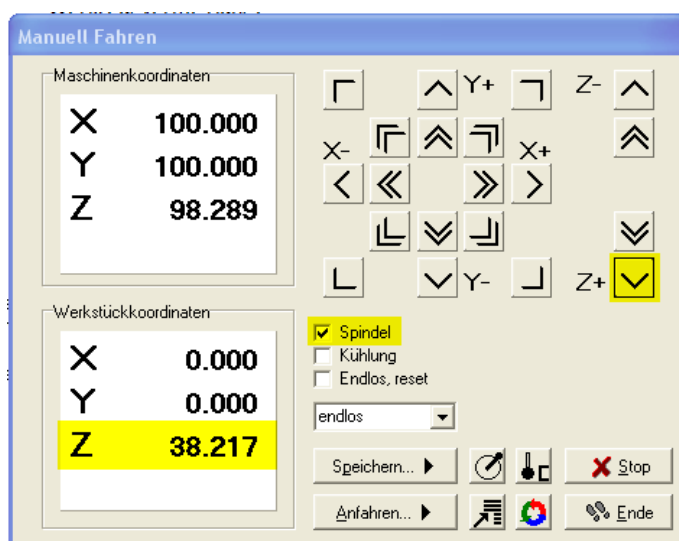 Manuell Fahren
Maschinenkoordinaten
X 100.000
Y 100.000
Z 98.289
Y+
Z-
X-
X+
Y-
Z+
Werkstückkoordinaten
X 0.000
Y 0.000
Z 38.217
Spindel
Kühlung
Endlos, reset
endlos
Speichern...
Stop
Anfahren...
Ende